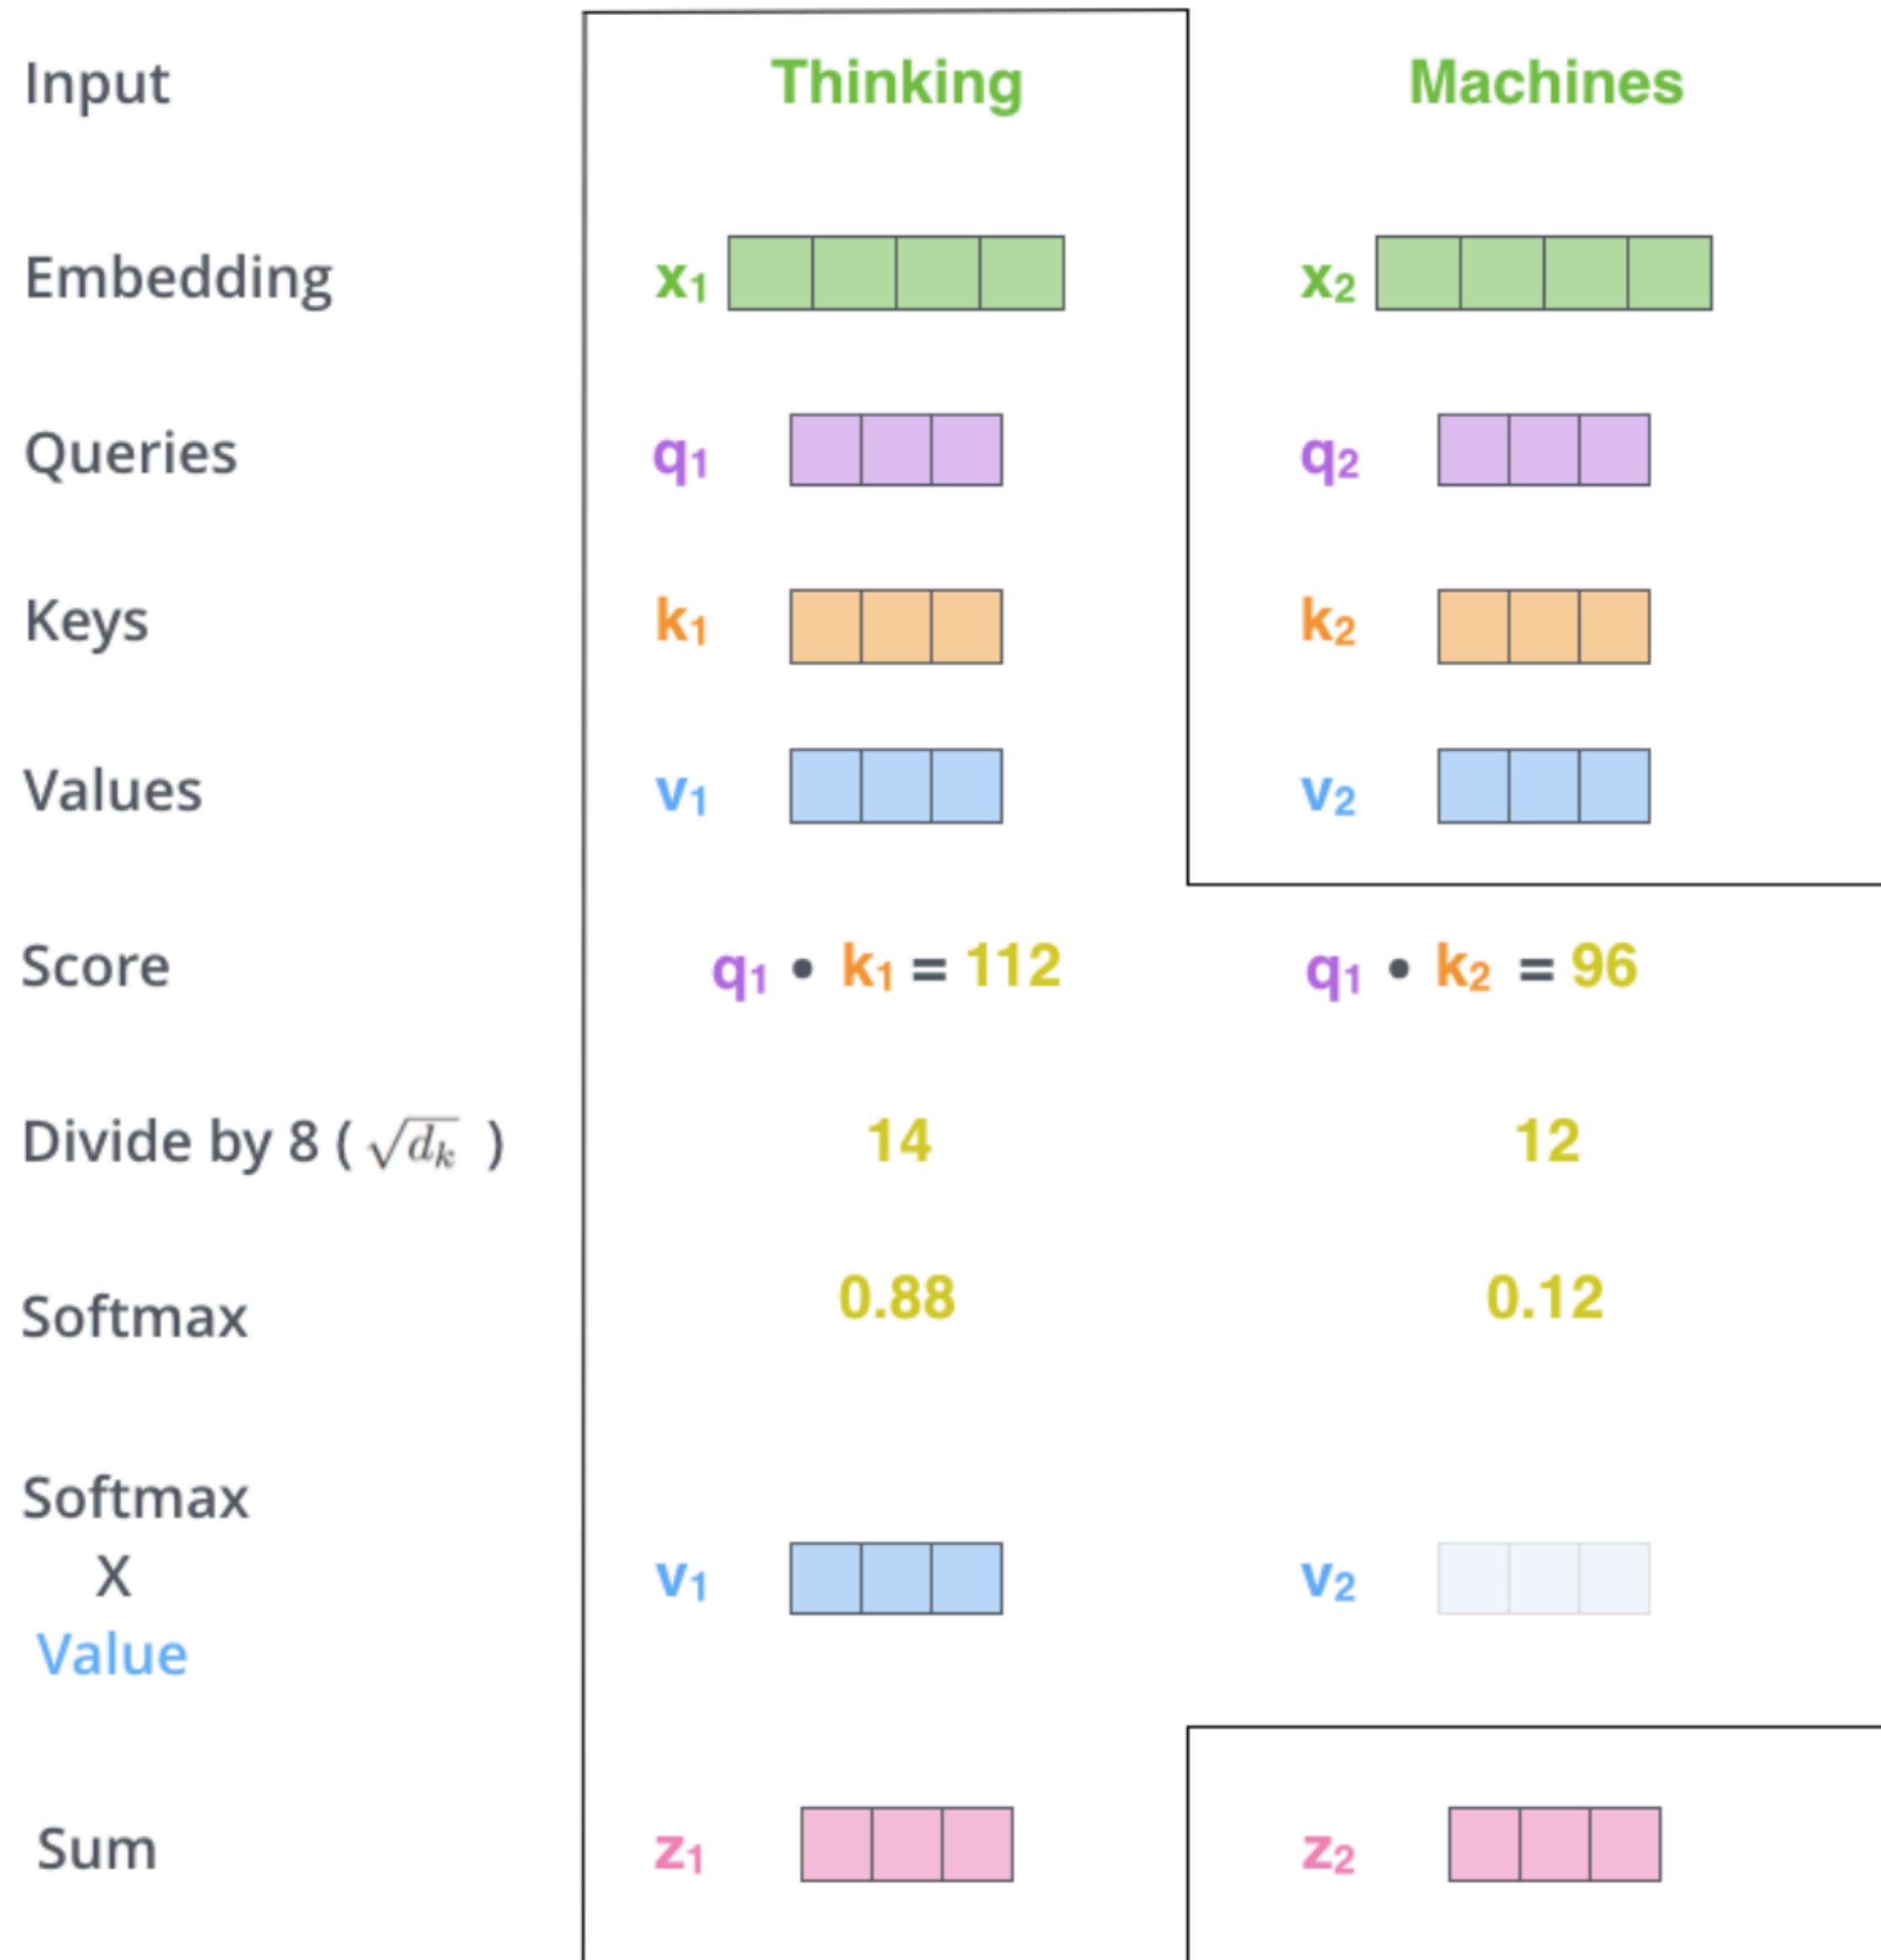 Input Thinking Machines
Embedding x₁ x₂
Queries q₁ q₂
Keys k₁ k₂
Values v₁ v₂
Score q₁ • k₁ = 112 q₁ • k₂ = 96
Divide by 8 ( √dₖ ) 14 12
Softmax 0.88 0.12
Softmax
X v₁ v₂
Value
Sum z₁ z₂